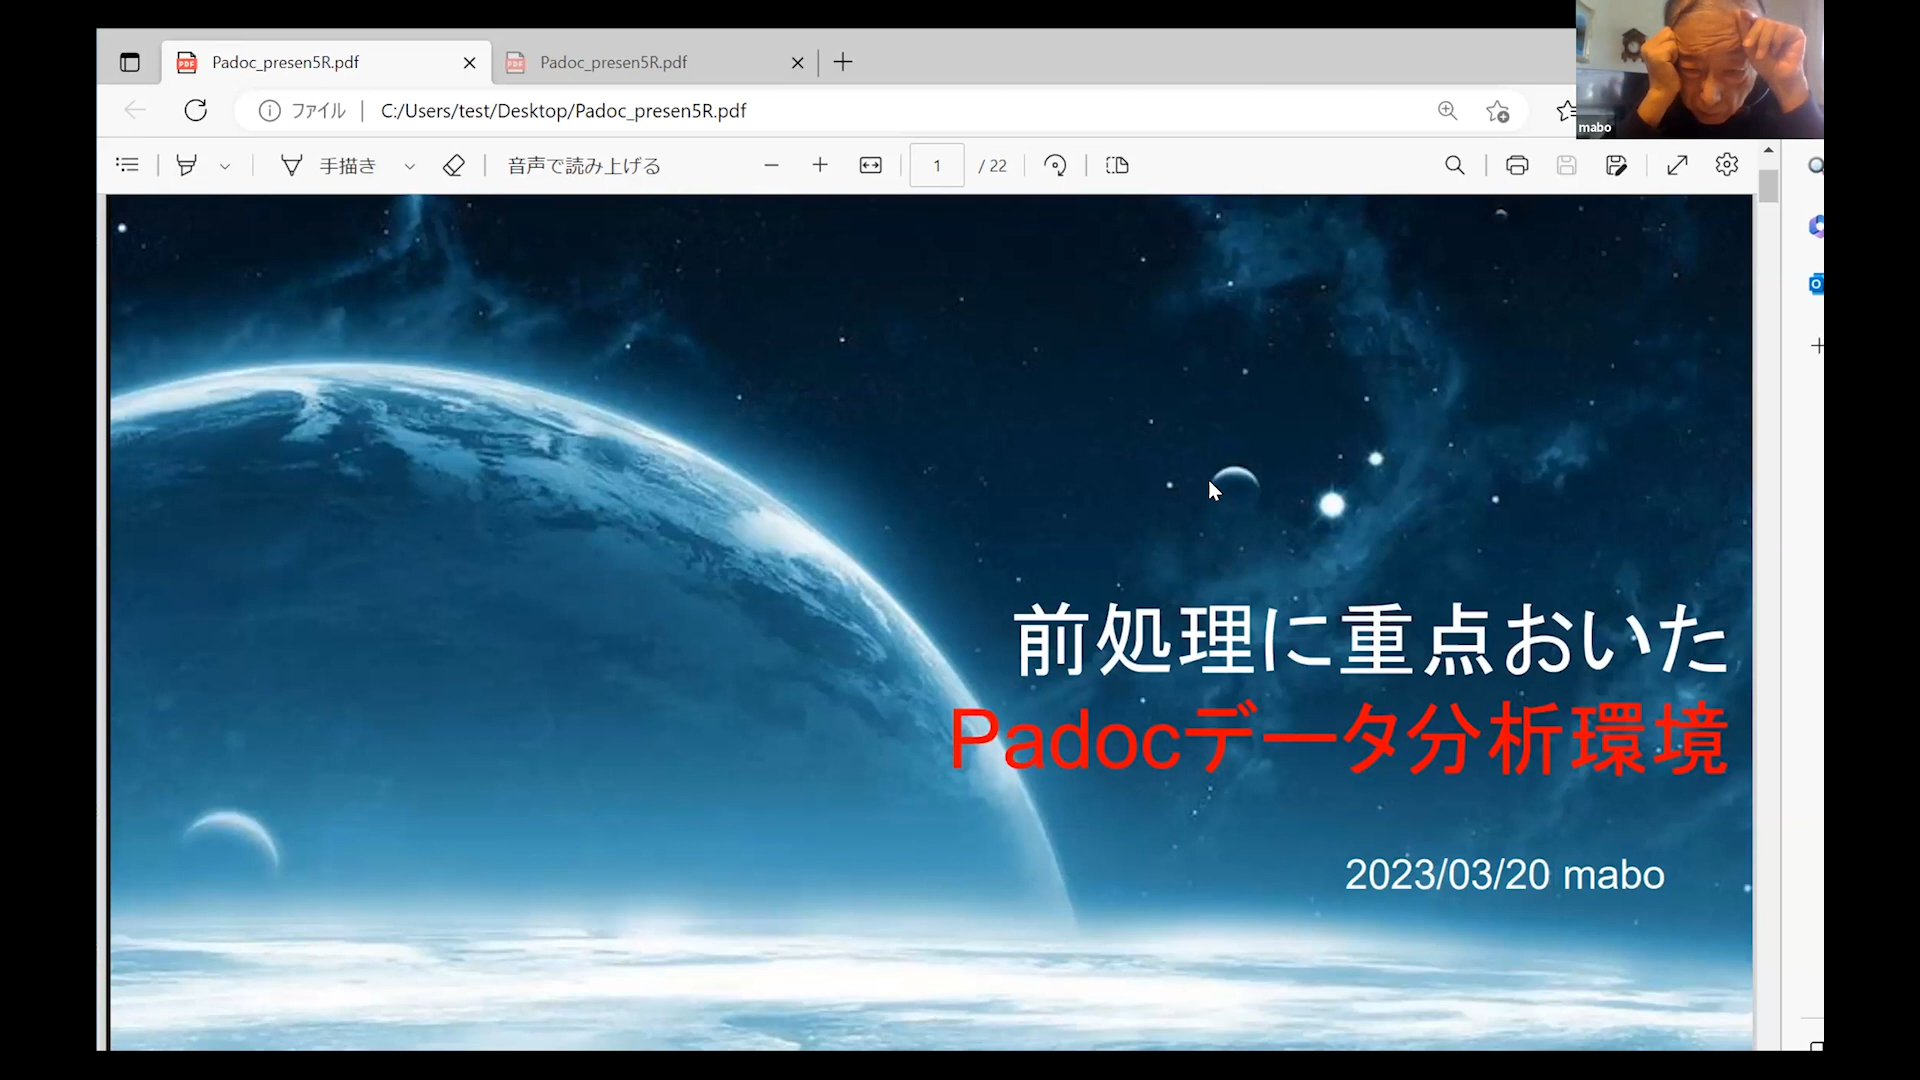 Padoc_presen5R.pdf
Padoc_presen5R.pdf
ファイル
C:/Users/test/Desktop/Padoc_presen5R.pdf
mabo
手描き
音声で読み上げる
1
/ 22
前処理に重点おいた
Padocデータ分析環境
2023/03/20 mabo